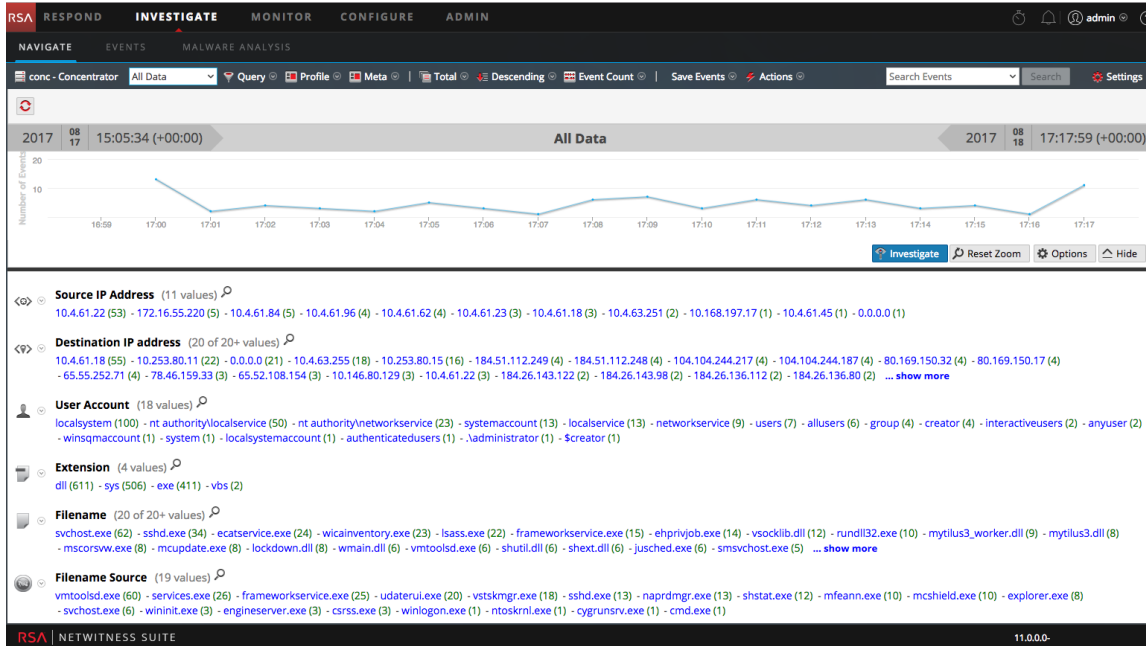 RSA RESPOND INVESTIGATE MONITOR CONFIGURE ADMIN admin
NAVIGATE EVENTS MALWARE ANALYSIS
conc - Concentrator All Data Query Profile Meta | Total Descending Event Count | Save Events Actions Search Events Search Settings
2017 08 17 15:05:34 (+00:00) All Data 2017 08 18 17:17:59 (+00:00)
Number of Events
20
10
18:59 17:00 17:01 17:02 17:03 17:04 17:05 17:06 17:07 17:08 17:09 17:10 17:11 17:12 17:13 17:14 17:15 17:16 17:17
Investigate Reset Zoom Options Hide
Source IP Address (11 values)
10.4.61.22 (53) - 172.16.55.220 (5) - 10.4.61.84 (5) - 10.4.61.96 (4) - 10.4.61.62 (4) - 10.4.61.23 (3) - 10.4.61.18 (3) - 10.4.63.251 (2) - 10.168.197.17 (1) - 10.4.61.45 (1) - 0.0.0.0 (1)
Destination IP address (20 of 20+ values)
10.4.61.18 (55) - 10.253.80.11 (22) - 0.0.0.0 (21) - 10.4.63.255 (18) - 10.253.80.15 (16) - 184.51.112.249 (4) - 184.51.112.248 (4) - 104.104.244.217 (4) - 104.104.244.187 (4) - 80.169.150.32 (4) - 80.169.150.17 (4)
- 65.55.252.71 (4) - 78.46.159.33 (3) - 65.52.108.154 (3) - 10.146.80.129 (3) - 10.4.61.22 (3) - 184.26.143.122 (2) - 184.26.143.98 (2) - 184.26.136.112 (2) - 184.26.136.80 (2) ... show more
User Account (18 values)
localsystem (100) - nt authority\localservice (50) - nt authority\networkservice (23) - systemaccount (13) - localservice (13) - networkservice (9) - users (7) - allusers (6) - group (4) - creator (4) - interactiveusers (2) - anyuser (2)
- winsqmaccount (1) - system (1) - localsystemaccount (1) - authenticatedusers (1) - .\administrator (1) - $creator (1)
Extension (4 values)
dll (611) - sys (506) - exe (411) - vbs (2)
Filename (20 of 20+ values)
svchost.exe (62) - sshd.exe (34) - ecatservice.exe (24) - wicainventory.exe (23) - lsass.exe (22) - frameworkservice.exe (15) - ehprivjob.exe (14) - vsocklib.dll (12) - rundll32.exe (10) - mytilus3_worker.dll (9) - mytilus3.dll (8)
- mscorsvw.exe (8) - mcupdate.exe (8) - lockdown.dll (8) - wmain.dll (6) - vmtoolsd.exe (6) - shutil.dll (6) - shext.dll (6) - jusched.exe (6) - smsvchost.exe (5) ... show more
Filename Source (19 values)
vmtoolsd.exe (60) - services.exe (26) - frameworkservice.exe (25) - udaterui.exe (20) - vstskmgr.exe (18) - sshd.exe (13) - naprdmgr.exe (13) - shstat.exe (12) - mfeann.exe (10) - mcshield.exe (10) - explorer.exe (8)
- svchost.exe (6) - wininit.exe (3) - engineserver.exe (3) - csrss.exe (3) - winlogon.exe (1) - ntoskrnl.exe (1) - cygrunsrv.exe (1) - cmd.exe (1)
RSA | NETWITNESS SUITE 11.0.0.0-